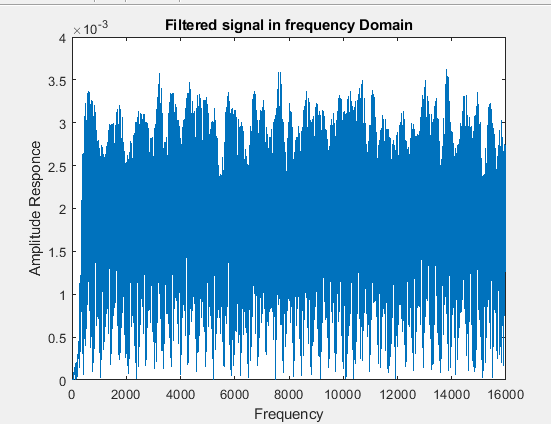 Filtered signal in frequency Domain
×10⁻³
4
3.5
3
2.5
2
1.5
1
0.5
0
Amplitude Responce
0 2000 4000 6000 8000 10000 12000 14000 16000
Frequency